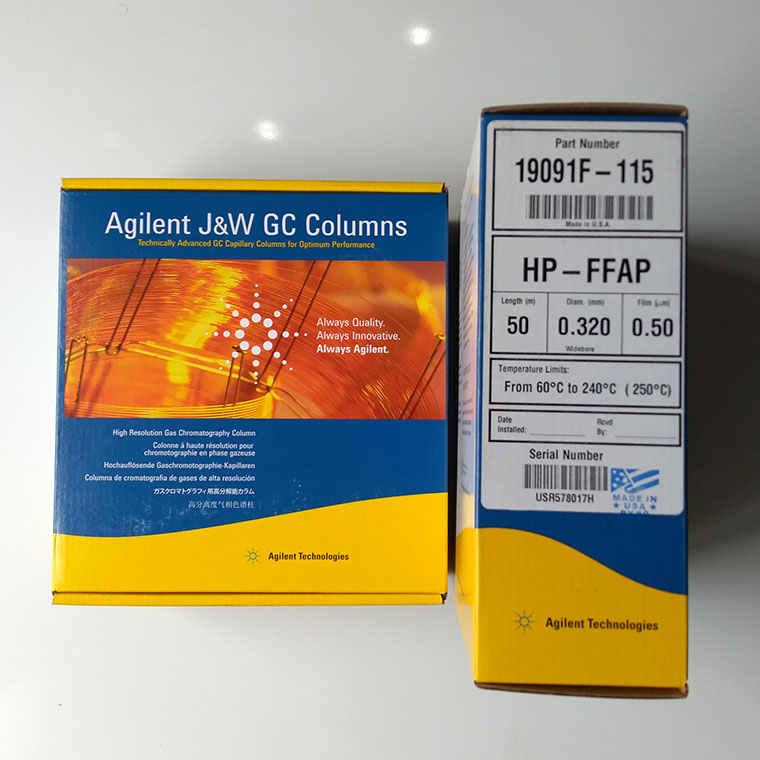 Agilent J&W GC Columns
Technically Advanced GC Capillary Columns for Optimum Performance
Always Quality.
Always Innovative.
Always Agilent.
High Resolution Gas Chromatography Column
Colonne à haute résolution pour
chromotographie en phase gazeuse
Hochauflösende Gaschromotographie-Kapillaren
Columna de cromatografia de gases de alta resolución
ガスクロマトグラフィ用高分解能カラム
高分离度气相色谱柱
Agilent Technologies
Part Number
19091F-115
Made in U.S.A.
HP-FFAP
Length (m) Diam. (mm) Film (μm)
50 0.320 0.50
Widebore
Temperature Limits:
From 60°C to 240°C (250°C)
Date Installed: Rcvd By:
Serial Number
USR578017H
MADE IN
USA
Agilent Technologies